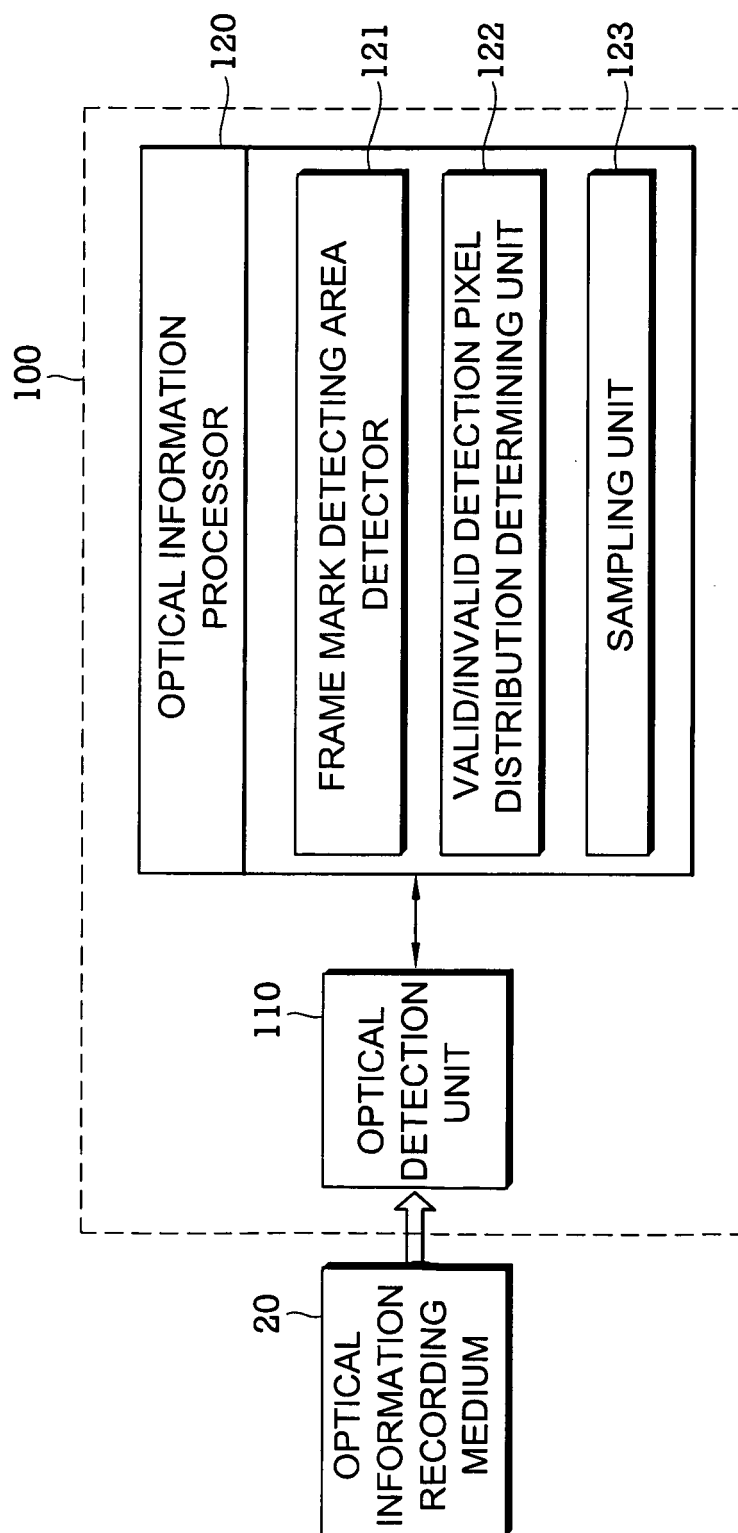 100
20
OPTICAL
INFORMATION
RECORDING
MEDIUM
110
OPTICAL
DETECTION
UNIT
120
OPTICAL INFORMATION
PROCESSOR
121
FRAME MARK DETECTING AREA
DETECTOR
122
VALID/INVALID DETECTION PIXEL
DISTRIBUTION DETERMINING UNIT
123
SAMPLING UNIT